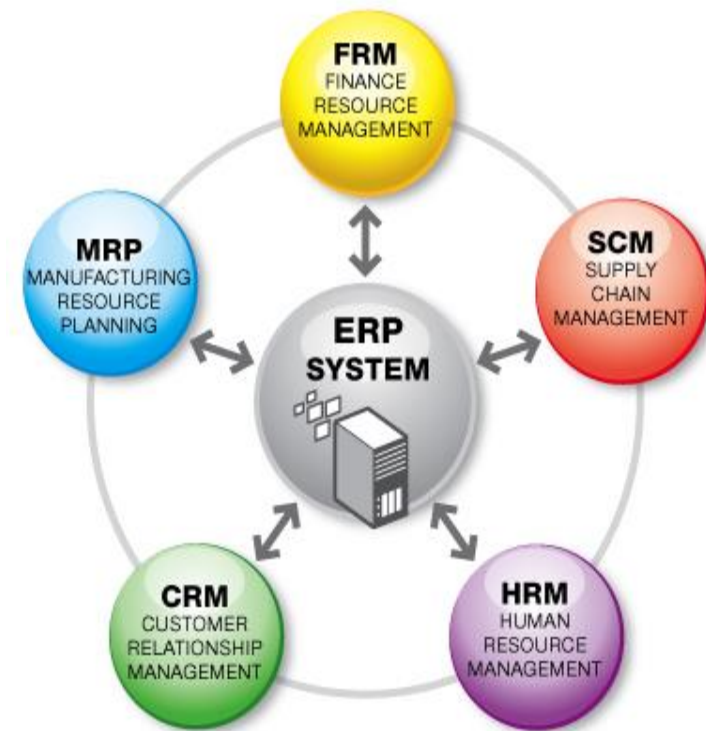 FRM
FINANCE
RESOURCE
MANAGEMENT
MRP
MANUFACTURING
RESOURCE
PLANNING
SCM
SUPPLY
CHAIN
MANAGEMENT
ERP
SYSTEM
CRM
CUSTOMER
RELATIONSHIP
MANAGEMENT
HRM
HUMAN
RESOURCE
MANAGEMENT